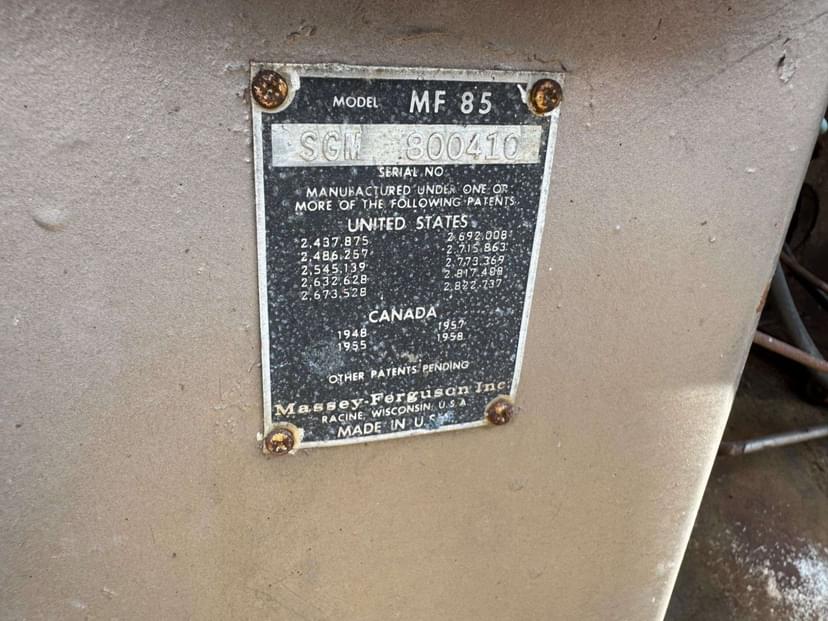 MODEL MF 85
SGM 800410
SERIAL NO
MANUFACTURED UNDER ONE OR
MORE OF THE FOLLOWING PATENTS
UNITED STATES
2,437,875 2,692,008
2,486,257 2,715,863
2,545,139 2,773,369
2,632,628 2,817,408
2,673,528 2,822,737
CANADA
1948 1957
1955 1958
OTHER PATENTS PENDING
Massey-Ferguson Inc.
RACINE, WISCONSIN, U.S.A
MADE IN U.S